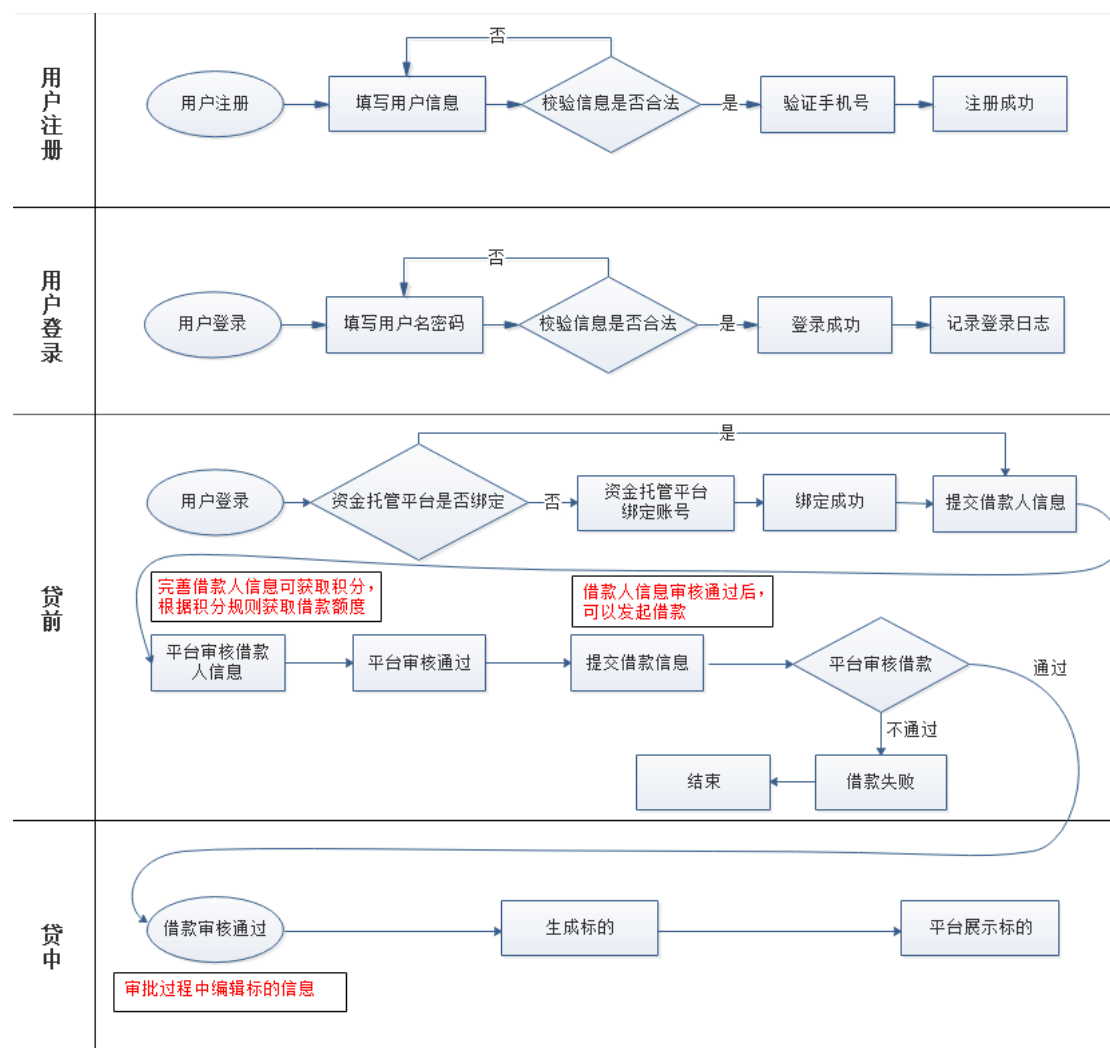 用户注册
否
用户注册
填写用户信息
校验信息是否合法
是
验证手机号
注册成功
用户登录
否
用户登录
填写用户名密码
校验信息是否合法
是
登录成功
记录登录日志
贷前
是
用户登录
资金托管平台是否绑定
否
资金托管平台
绑定账号
绑定成功
提交借款人信息
完善借款人信息可获取积分，
根据积分规则获取借款额度
借款人信息审核通过后，
可以发起借款
平台审核借款
人信息
平台审核通过
提交借款信息
平台审核借款
通过
不通过
结束
借款失败
贷中
借款审核通过
生成标的
平台展示标的
审批过程中编辑标的信息